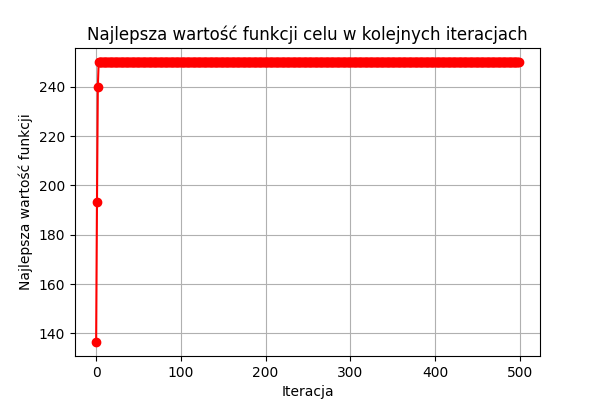 Najlepsza wartość funkcji celu w kolejnych iteracjach
Najlepsza wartość funkcji
240
220
200
180
160
140
0 100 200 300 400 500
Iteracja